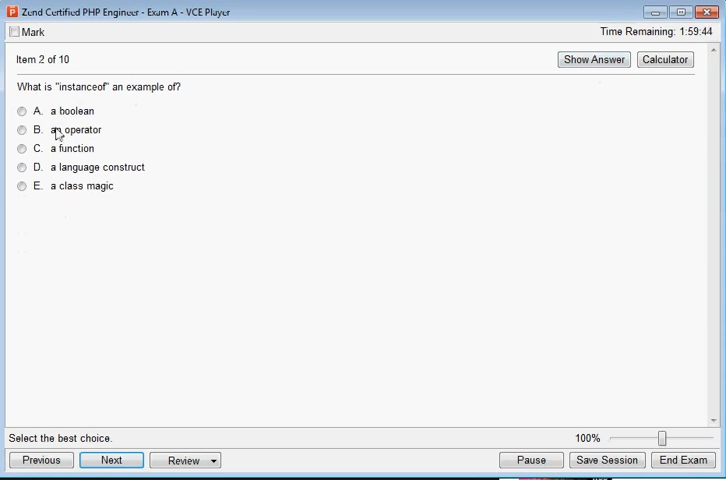 Zend Certified PHP Engineer - Exam A - VCE Player
Mark
Time Remaining: 1:59:44
Item 2 of 10
Show Answer
Calculator
What is "instanceof" an example of?
A. a boolean
B. an operator
C. a function
D. a language construct
E. a class magic
Select the best choice.
100%
Previous
Next
Review
Pause
Save Session
End Exam